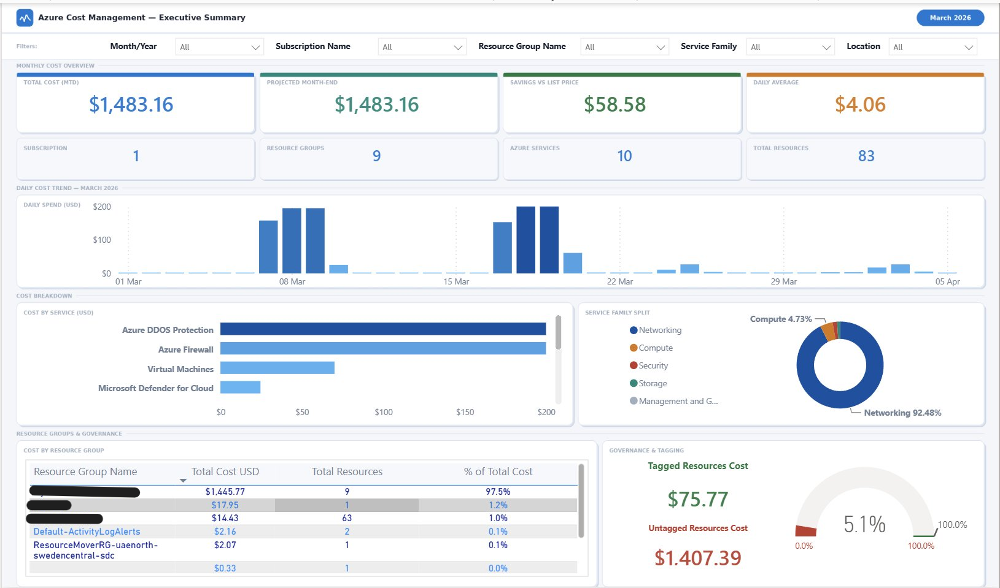 Azure Cost Management — Executive Summary
March 2026
Filters:
Month/Year
All
Subscription Name
All
Resource Group Name
All
Service Family
All
Location
All
MONTHLY COST OVERVIEW
TOTAL COST (MTD)
$1,483.16
PROJECTED MONTH-END
$1,483.16
SAVINGS VS LIST PRICE
$58.58
DAILY AVERAGE
$4.06
SUBSCRIPTION
1
RESOURCE GROUPS
9
AZURE SERVICES
10
TOTAL RESOURCES
83
DAILY COST TREND — MARCH 2026
DAILY SPEND (USD)
$200
$100
$0
01 Mar
08 Mar
15 Mar
22 Mar
29 Mar
05 Apr
COST BREAKDOWN
COST BY SERVICE (USD)
Azure DDOS Protection
Azure Firewall
Virtual Machines
Microsoft Defender for Cloud
$0
$50
$100
$150
$200
SERVICE FAMILY SPLIT
Networking
Compute
Security
Storage
Management and G...
Compute 4.73%
Networking 92.48%
RESOURCE GROUPS & GOVERNANCE
COST BY RESOURCE GROUP
Resource Group Name Total Cost USD Total Resources % of Total Cost
$1,445.77 9 97.5%
$17.95 1 1.2%
$14.43 63 1.0%
Default-ActivityLogAlerts $2.16 2 0.1%
ResourceMoverRG-uaenorth- $2.07 1 0.1%
swedencentral-sdc
$0.33 1 0.0%
GOVERNANCE & TAGGING
Tagged Resources Cost
$75.77
Untagged Resources Cost
$1,407.39
5.1%
100.0%
0.0%
100.0%